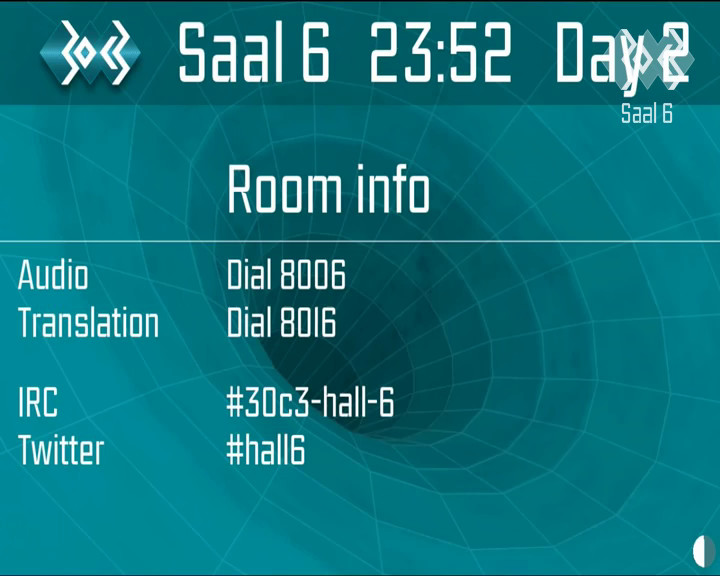 Saal 6 23:52 Day 2
Saal 6
Room info
Audio Dial 8006
Translation Dial 8016
IRC #30c3-hall-6
Twitter #hall6